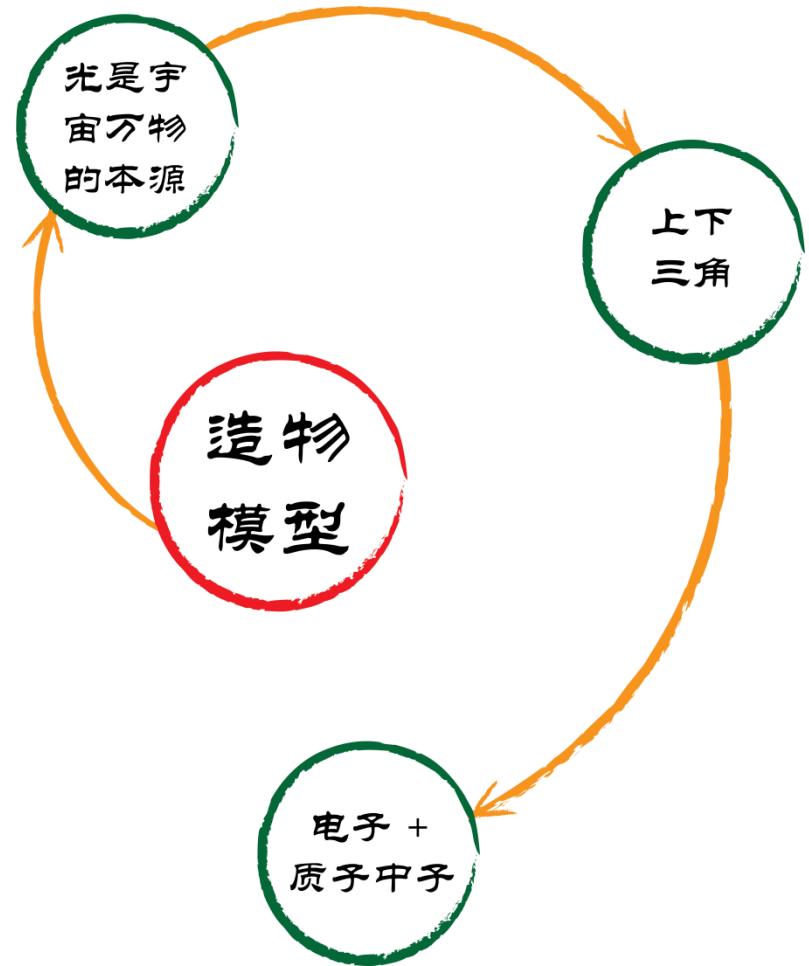 造物
模型
光是宇
宙万物
的本源
上下
三角
电子 +
质子中子